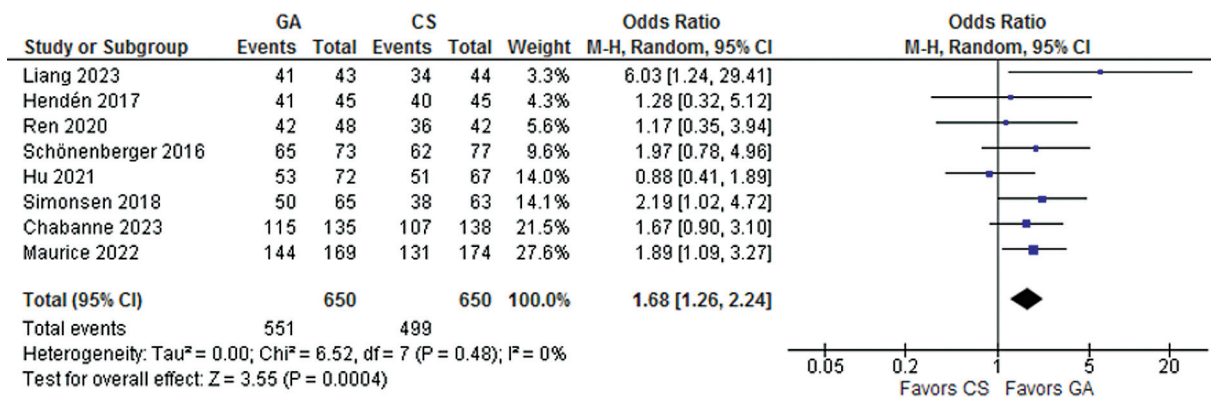 GA CS Odds Ratio Odds Ratio
Study or Subgroup Events Total Events Total Weight M-H, Random, 95% CI M-H, Random, 95% CI
Liang 2023 41 43 34 44 3.3% 6.03 [1.24, 29.41]
Hendén 2017 41 45 40 45 4.3% 1.28 [0.32, 5.12]
Ren 2020 42 48 36 42 5.6% 1.17 [0.35, 3.94]
Schönenberger 2016 65 73 62 77 9.6% 1.97 [0.78, 4.96]
Hu 2021 53 72 51 67 14.0% 0.88 [0.41, 1.89]
Simonsen 2018 50 65 38 63 14.1% 2.19 [1.02, 4.72]
Chabanne 2023 115 135 107 138 21.5% 1.67 [0.90, 3.10]
Maurice 2022 144 169 131 174 27.6% 1.89 [1.09, 3.27]
Total (95% CI) 650 650 100.0% 1.68 [1.26, 2.24]
Total events 551 499
Heterogeneity: Tau² = 0.00; Chi² = 6.52, df = 7 (P = 0.48); I² = 0%
Test for overall effect: Z = 3.55 (P = 0.0004)
0.05 0.2 1 5 20
Favors CS Favors GA